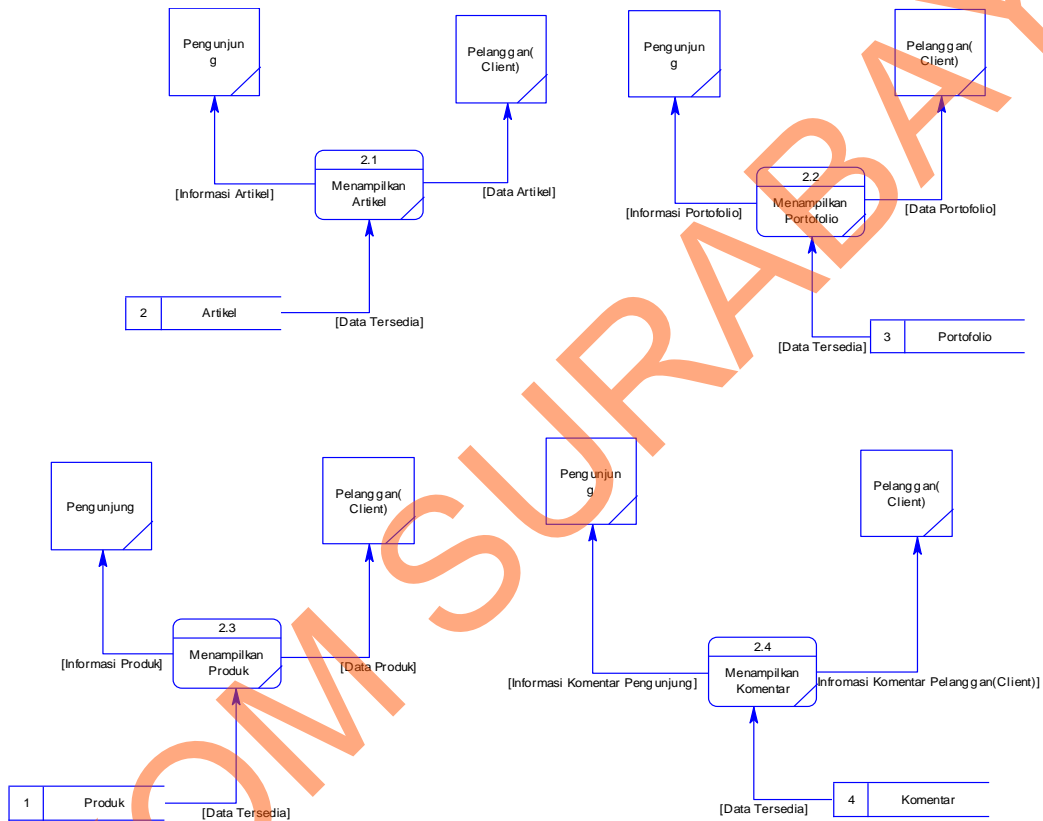 Pengunjun
g
Pelanggan(
Client)
2.1
Menampilkan
Artikel
[Informasi Artikel]
[Data Artikel]
2
Artikel
[Data Tersedia]
Pengunjun
g
Pelanggan(
Client)
2.2
Menampilkan
Portofolio
[Informasi Portofolio]
[Data Portofolio]
[Data Tersedia]
3
Portofolio
Pengunjung
Pelanggan(
Client)
2.3
Menampilkan
Produk
[Informasi Produk]
[Data Produk]
1
Produk
[Data Tersedia]
Pengunjun
g
Pelanggan(
Client)
2.4
Menampilkan
Komentar
[Informasi Komentar Pengunjung]
Infromasi Komentar Pelanggan(Client)]
[Data Tersedia]
4
Komentar
OM SURABAY